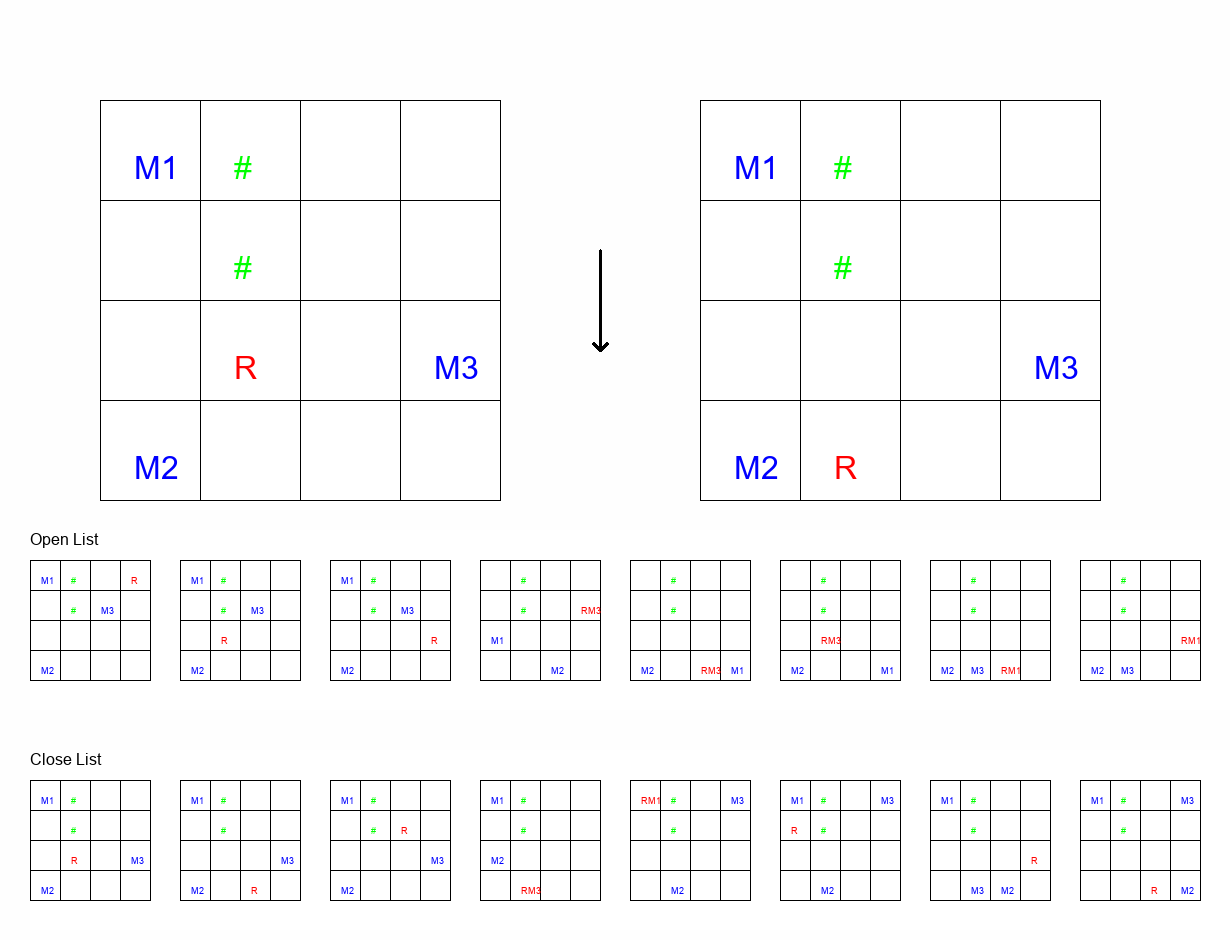 M1 # M1 #
# #
R M3 M3
M2 M2 R
Open List
M1 # R M1 # M1 # # # # # #
# M3 # M3 # M3 # RM3 # # # #
R R M1 RM3 RM1
M2 M2 M2 M2 M2 RM3 M1 M2 M1 M2 M3 RM1 M2 M3
Close List
M1 # M1 # M1 # M1 # RM1 # M3 M1 # M3 M1 # M1 # M3
# # # R # # R # # #
R M3 M3 M3 M2 R
M2 M2 R M2 RM3 M2 M2 M3 M2 R M2